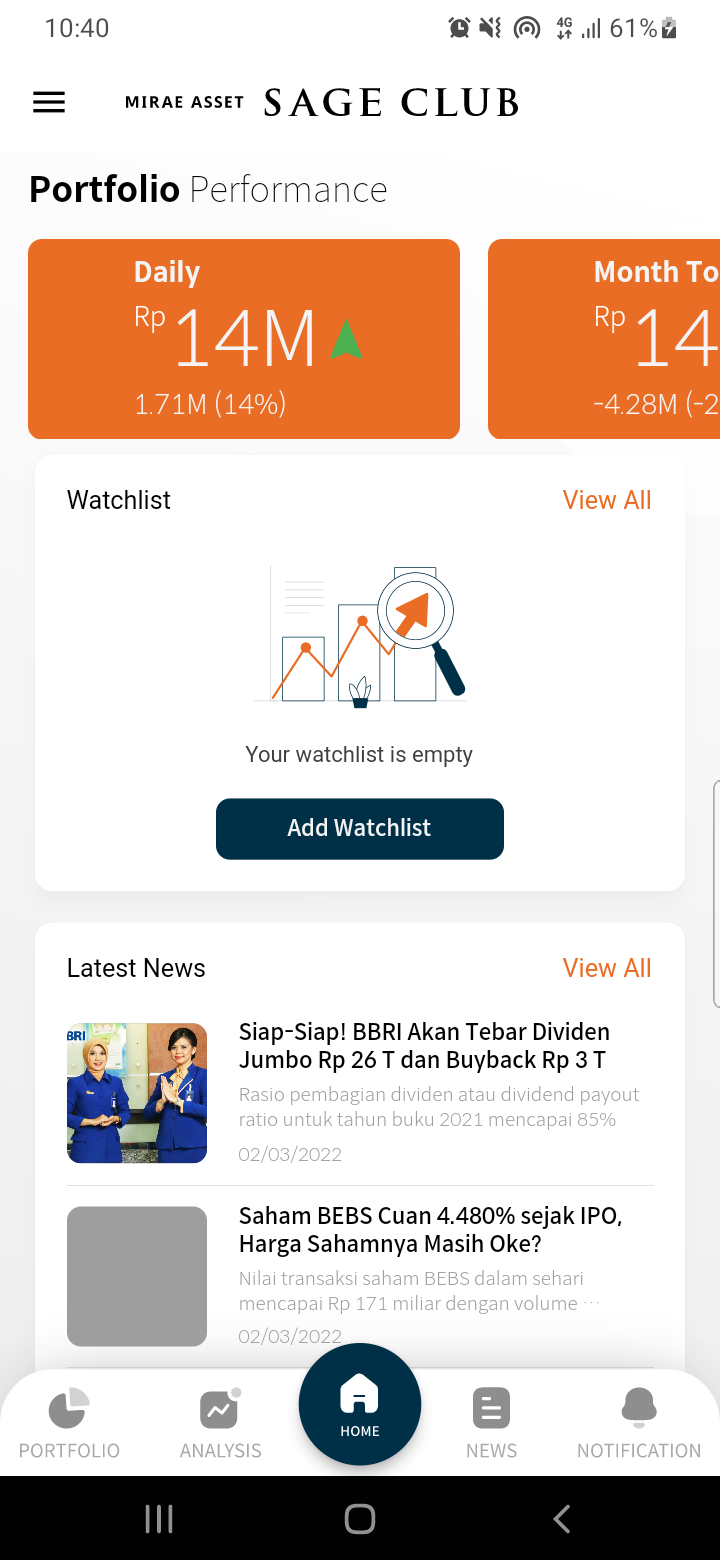 10:40
4G
61%
MIRAE ASSET SAGE CLUB
Portfolio Performance
Daily
Rp 14M
1.71M (14%)
Month To
Rp 14
-4.28M (-2
Watchlist
View All
Your watchlist is empty
Add Watchlist
Latest News
View All
BRI
Siap-Siap! BBRI Akan Tebar Dividen
Jumbo Rp 26 T dan Buyback Rp 3 T
Rasio pembagian dividen atau dividend payout
ratio untuk tahun buku 2021 mencapai 85%
02/03/2022
Saham BEBS Cuan 4.480% sejak IPO,
Harga Sahamnya Masih Oke?
Nilai transaksi saham BEBS dalam sehari
mencapai Rp 171 miliar dengan volume ...
02/03/2022
PORTFOLIO
ANALYSIS
HOME
NEWS
NOTIFICATION